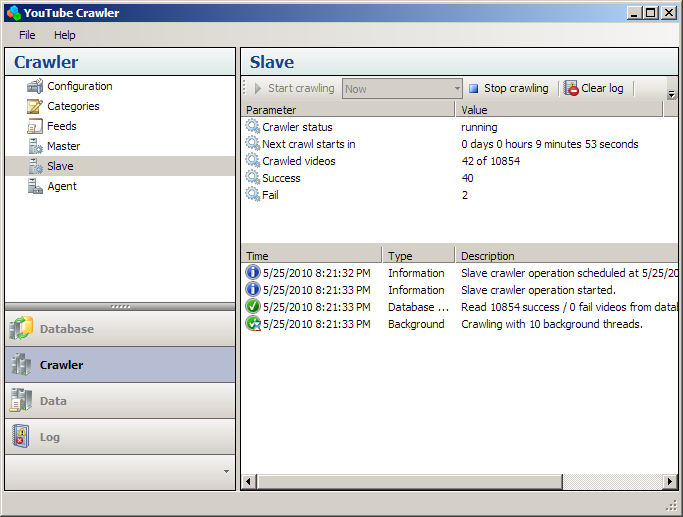 YouTube Crawler
File Help
Crawler
Configuration
Categories
Feeds
Master
Slave
Agent
Database
Crawler
Data
Log
Slave
Start crawling Now Stop crawling Clear log
Parameter Value
Crawler status running
Next crawl starts in 0 days 0 hours 9 minutes 53 seconds
Crawled videos 42 of 10854
Success 40
Fail 2
Time Type Description
5/25/2010 8:21:32 PM Information Slave crawler operation scheduled at 5/25/20
5/25/2010 8:21:33 PM Information Slave crawler operation started.
5/25/2010 8:21:33 PM Database ... Read 10854 success / 0 fail videos from datab
5/25/2010 8:21:33 PM Background Crawling with 10 background threads.